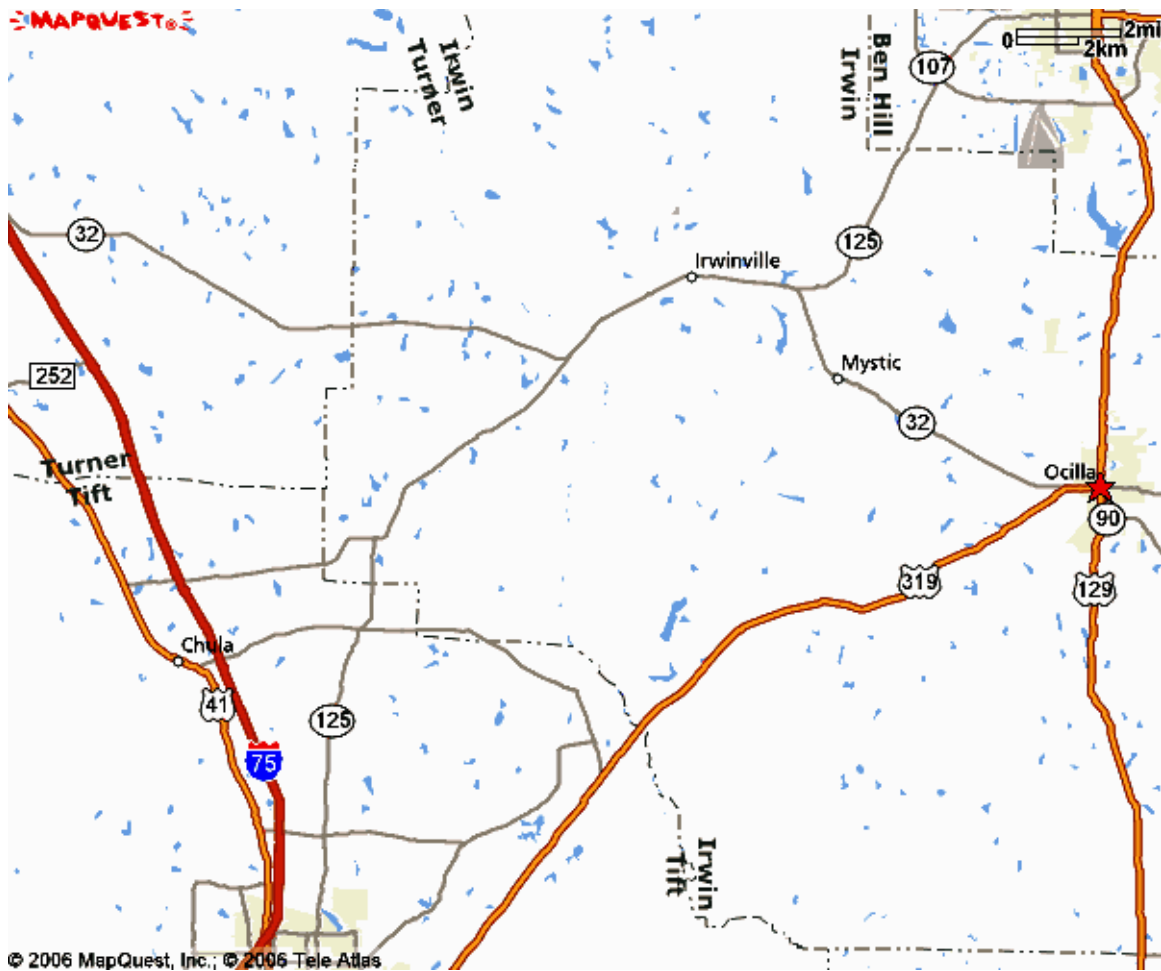 MAPQUEST®
Irwin
Turner
Ben Hill
Irwin
0 2mi
2km
107
32
125
Irwinville
252
Mystic
32
Turner
Tift
Ocilla
90
319
129
Chula
41
125
75
Irwin
Tift
© 2006 MapQuest, Inc.; © 2006 Tele Atlas